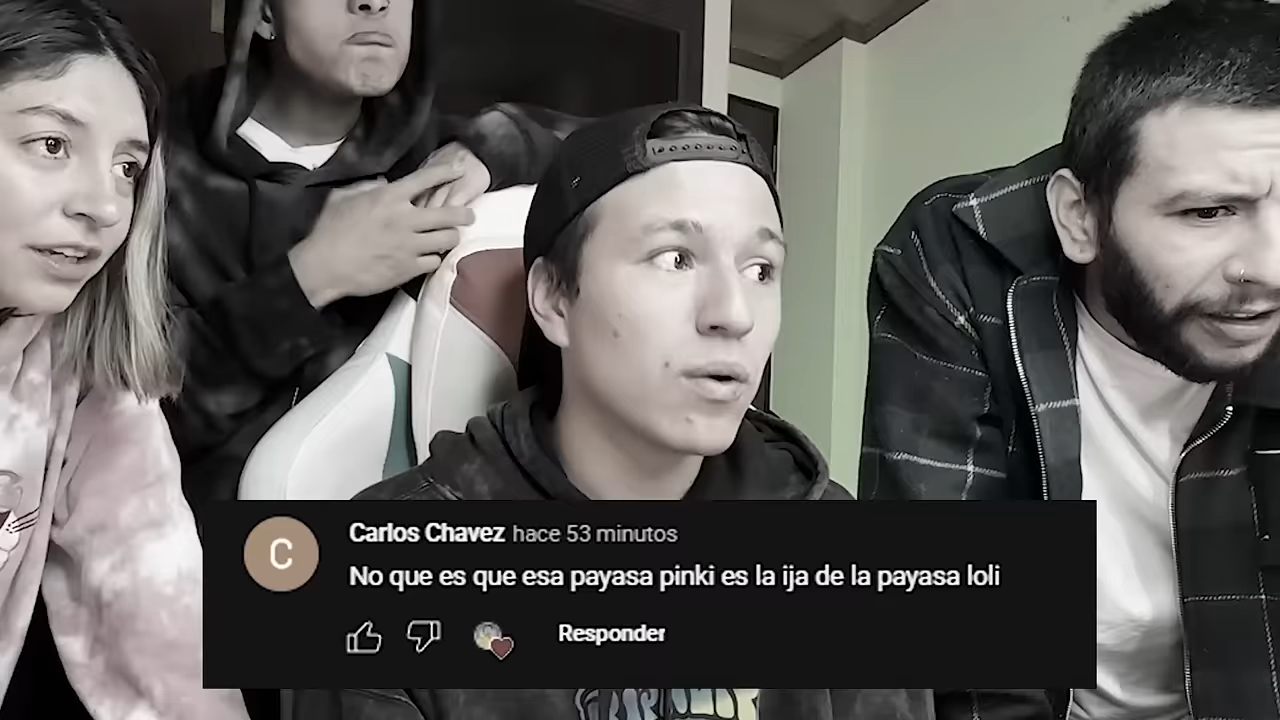 C
Carlos Chavez hace 53 minutos
No que es que esa payasa pinki es la ija de la payasa loli
Responder